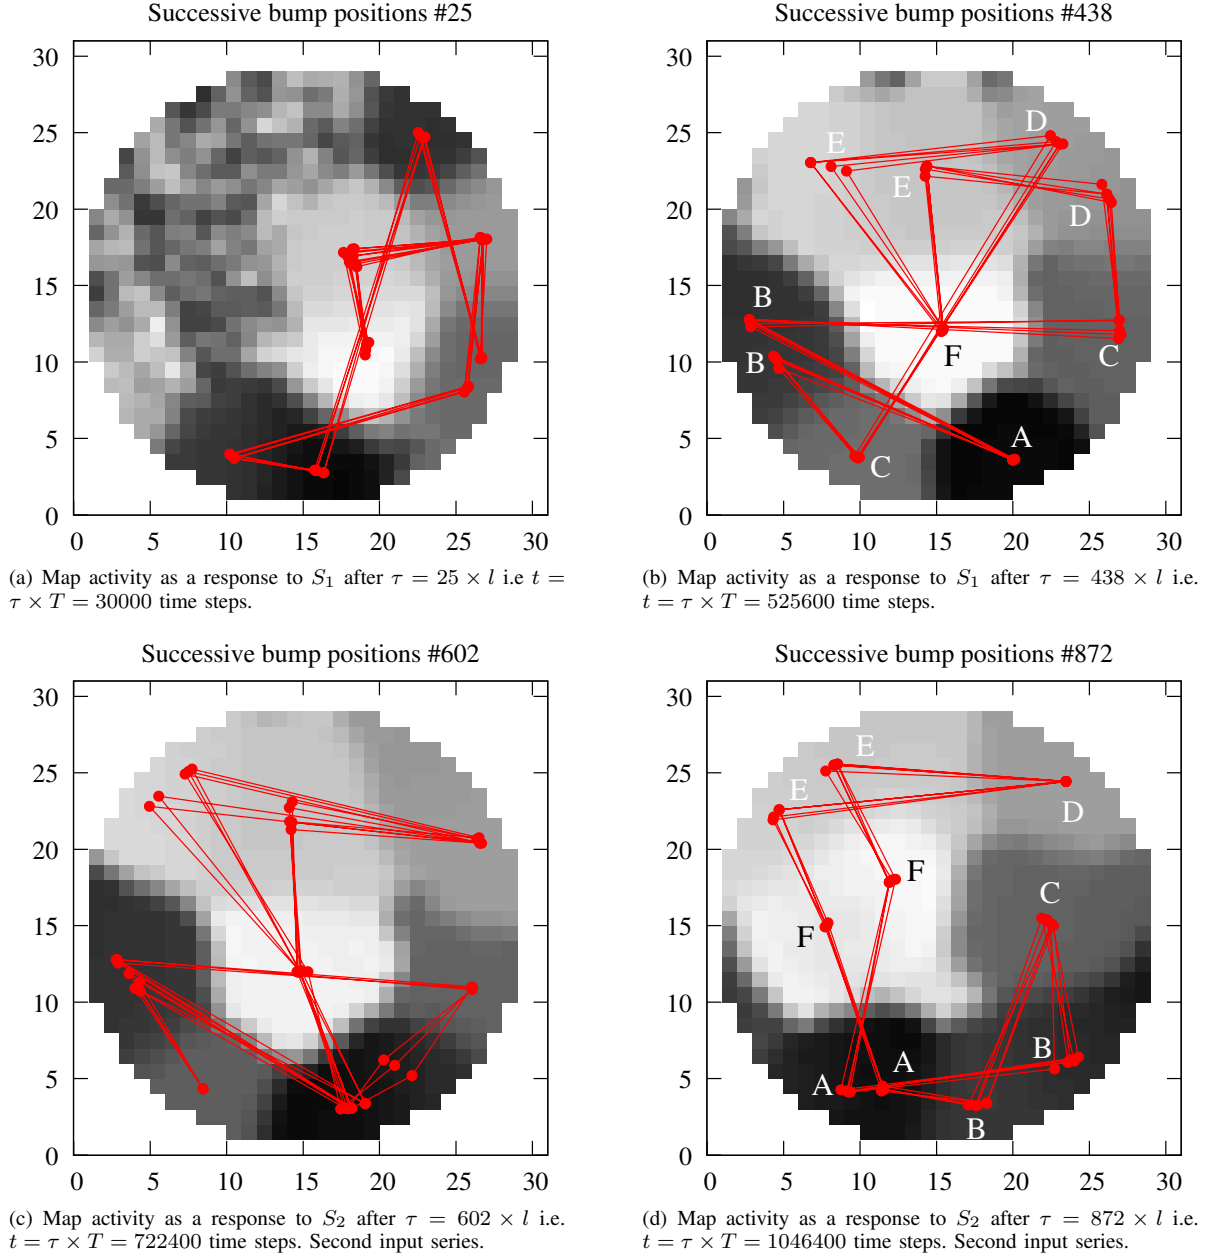 Successive bump positions #25
Successive bump positions #438
30
25
20
15
10
5
0
0 5 10 15 20 25 30
30
25
20
15
10
5
0
E
D
E
D
B
F
C
B
A
C
0 5 10 15 20 25 30
(a) Map activity as a response to S₁ after τ = 25 × l i.e t =
τ × T = 30000 time steps.
(b) Map activity as a response to S₁ after τ = 438 × l i.e.
t = τ × T = 525600 time steps.
Successive bump positions #602
Successive bump positions #872
30
25
20
15
10
5
0
0 5 10 15 20 25 30
30
25
20
15
10
5
0
E
E
D
F
C
F
B
A
A
B
0 5 10 15 20 25 30
(c) Map activity as a response to S₂ after τ = 602 × l i.e.
t = τ × T = 722400 time steps. Second input series.
(d) Map activity as a response to S₂ after τ = 872 × l i.e.
t = τ × T = 1046400 time steps. Second input series.